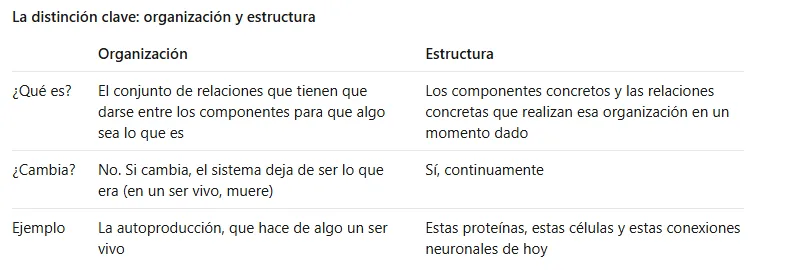 La distinción clave: organización y estructura
Organización Estructura
¿Qué es? El conjunto de relaciones que tienen que Los componentes concretos y las relaciones
darse entre los componentes para que algo concretas que realizan esa organización en un
sea lo que es momento dado
¿Cambia? No. Si cambia, el sistema deja de ser lo que Sí, continuamente
era (en un ser vivo, muere)
Ejemplo La autoproducción, que hace de algo un ser Estas proteínas, estas células y estas conexiones
vivo neuronales de hoy